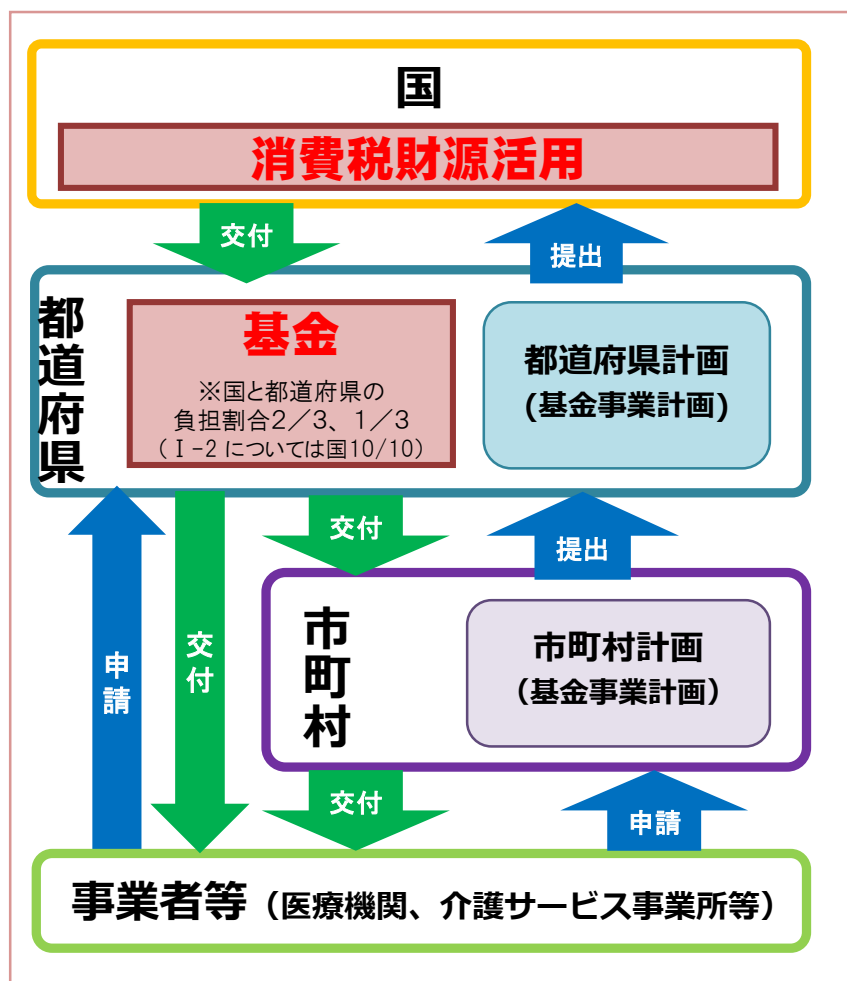 国
消費税財源活用
交付
提出
都道府県
基金
※国と都道府県の
負担割合2/3、1/3
(Ⅰ-2については国10/10)
都道府県計画
(基金事業計画)
交付
提出
申請
交付
市町村
市町村計画
(基金事業計画)
交付
申請
事業者等(医療機関、介護サービス事業所等)